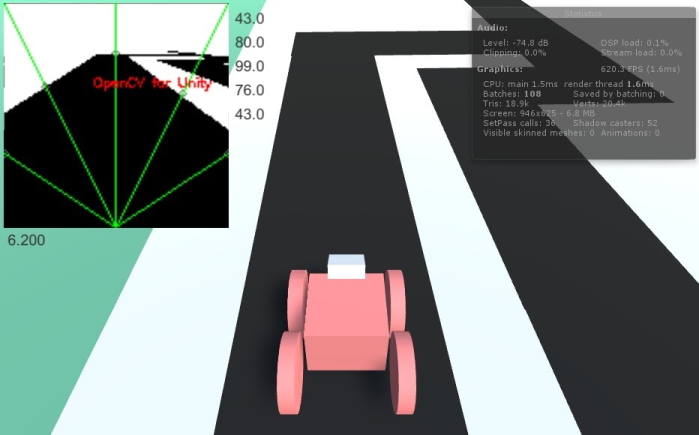 OpenCV for Unity
43.0
80.0
99.0
76.0
43.0
6.200
Statistics
Audio:
Level: -74.8 dB DSP load: 0.1%
Clipping: 0.0% Stream load: 0.0%
Graphics: 620.3 FPS (1.6ms)
CPU: main 1.5ms render thread 1.6ms
Batches: 108 Saved by batching: 0
Tris: 18.9k Verts: 20.4k
Screen: 946x625 - 6.8 MB
SetPass calls: 36 Shadow casters: 52
Visible skinned meshes: 0 Animations: 0